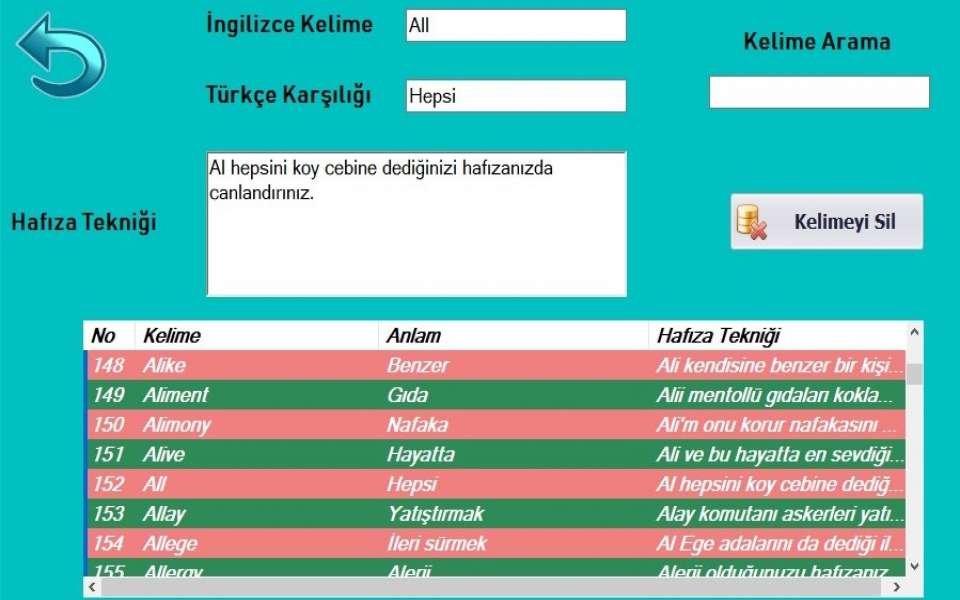 İngilizce Kelime All
Kelime Arama
Türkçe Karşılığı Hepsi
Al hepsini koy cebine dediğinizi hafızanızda
canlandırınız.
Hafıza Tekniği
Kelimeyi Sil
No Kelime Anlam Hafıza Tekniği
148 Alike Benzer Ali kendisine benzer bir kişi...
149 Aliment Gıda Alii mentollü gıdaları kokla...
150 Alimony Nafaka Ali'm onu korur nafakasını ...
151 Alive Hayatta Ali ve bu hayatta en sevdiği...
152 All Hepsi Al hepsini koy cebine dediğ...
153 Allay Yatıştırmak Alay komutanı askerleri yatı...
154 Allege İleri sürmek Al Ege adalarını da dediği il...
155 Allergy Alerji Alerji olduğunuzu hafızanız...